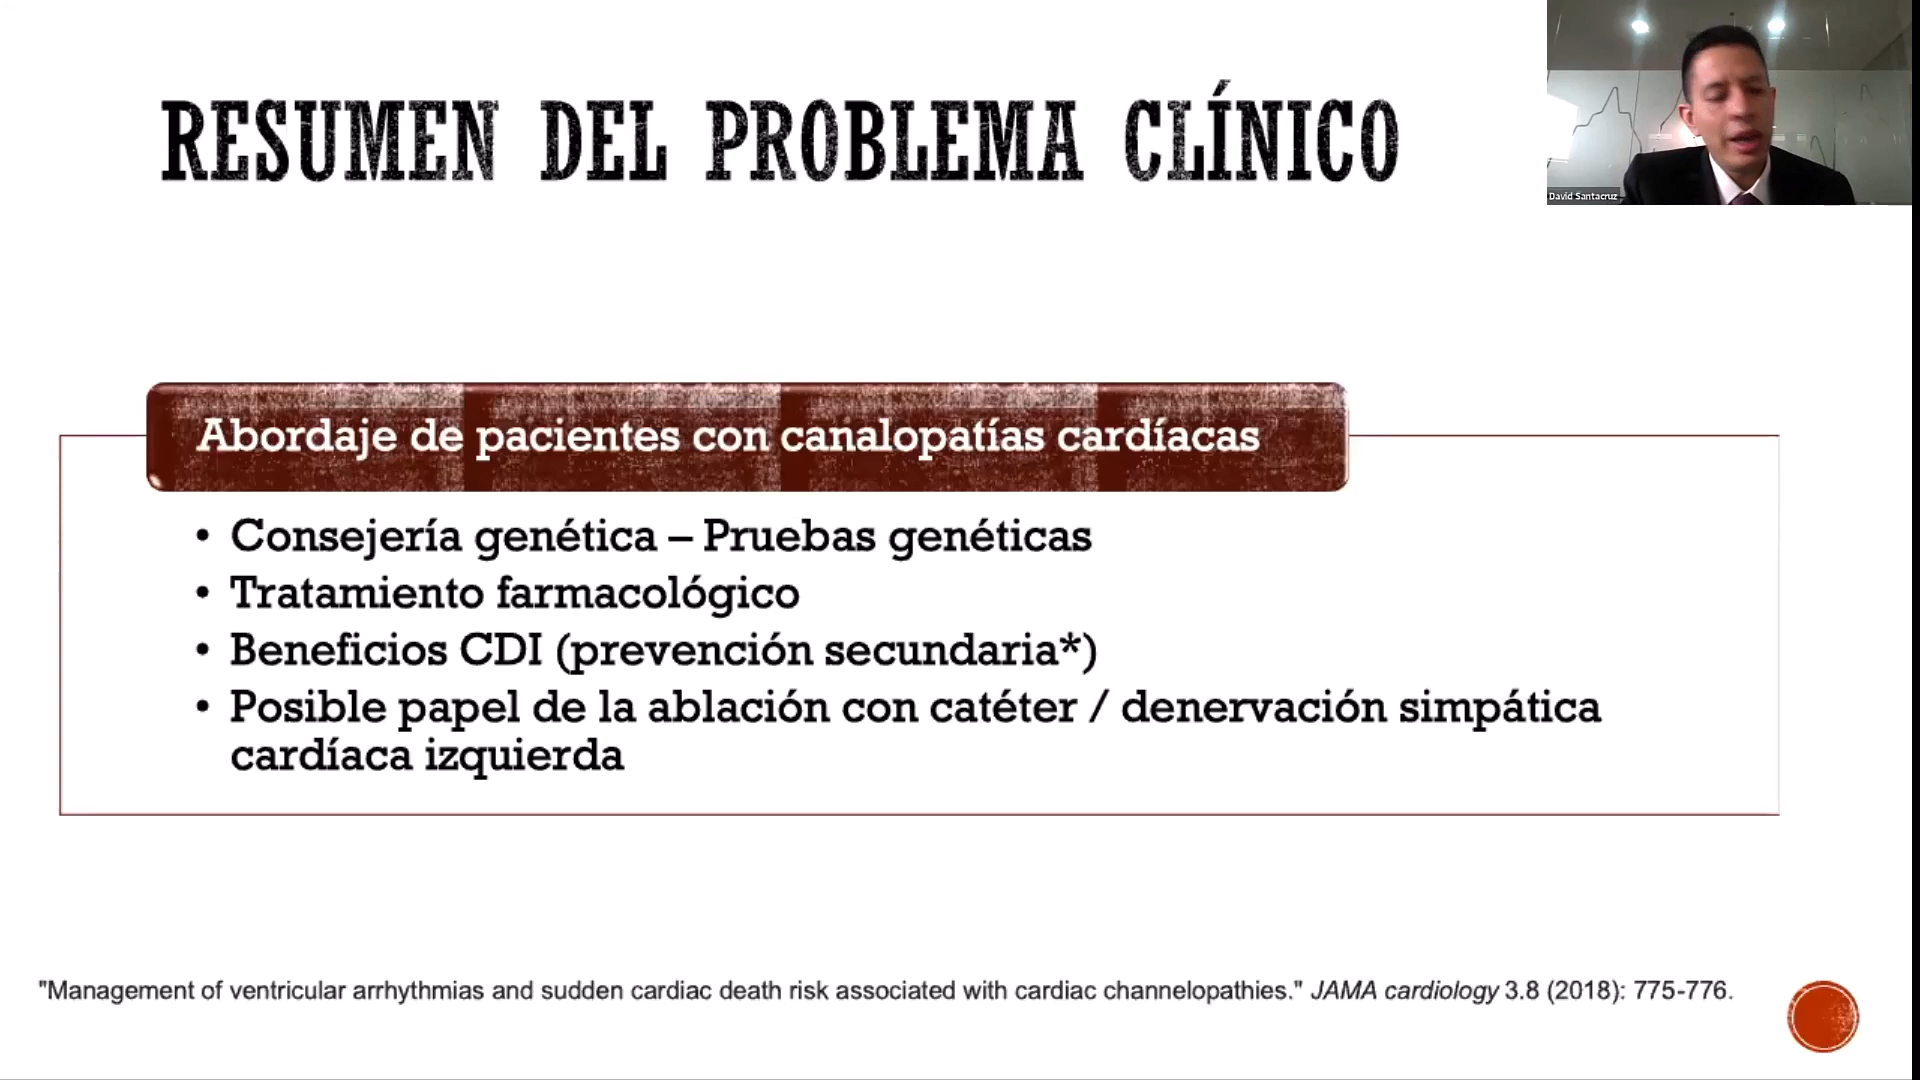 RESUMEN DEL PROBLEMA CLÍNICO
David Santacruz
Abordaje de pacientes con canalopatías cardíacas
• Consejería genética – Pruebas genéticas
• Tratamiento farmacológico
• Beneficios CDI (prevención secundaria*)
• Posible papel de la ablación con catéter / denervación simpática
cardíaca izquierda
"Management of ventricular arrhythmias and sudden cardiac death risk associated with cardiac channelopathies." JAMA cardiology 3.8 (2018): 775-776.